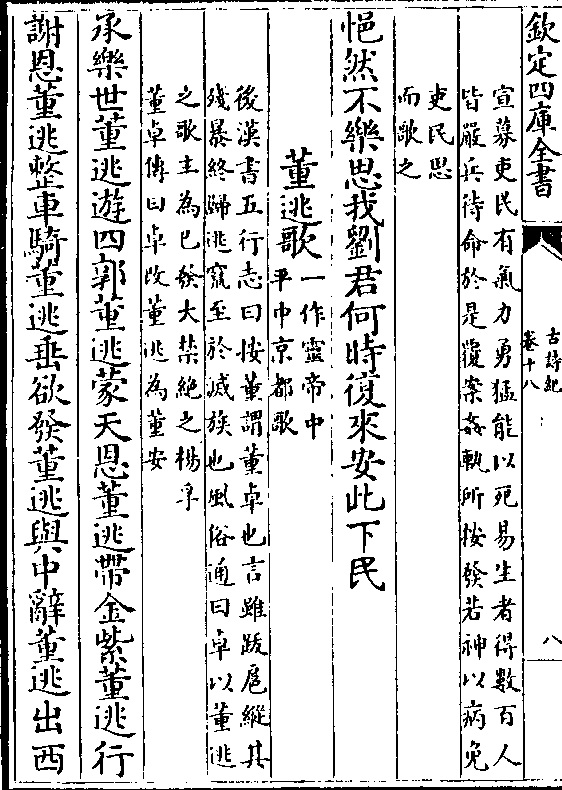 欽定四庫全書
古詩紀
卷十八
八
宣募吏民有氣力勇猛能以死易生者得數百人
皆嚴兵待命於是覆案姦軌所按發若神以病免
吏民思
而歌之
悒然不樂思我劉君何時復來安此下民
董逃歌
一作靈帝中
平中京都歌
後漢書五行志曰按董謂董卓也言雖跋扈縱其
殘暴終歸逃竄至於滅族也風俗通曰卓以董逃
之歌主為已發大禁絶之楊孚
董卓傳曰卓改董逃為董安
承樂世董逃遊四郭董逃蒙天恩董逃帶金紫董逃行
謝恩董逃整車騎董逃垂欲發董逃與中辭董逃出西